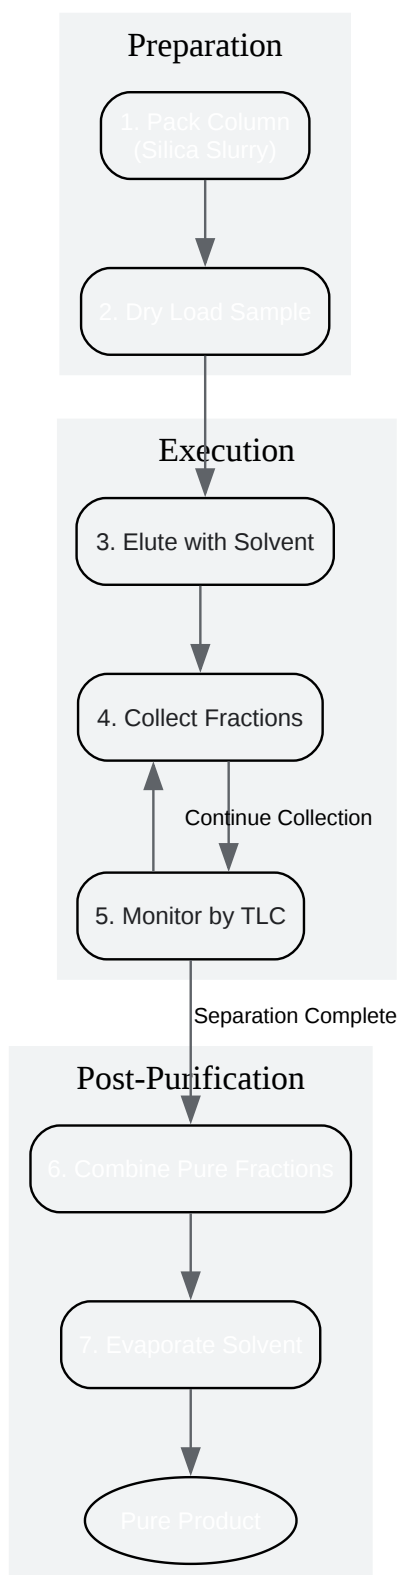 Preparation
1. Pack Column
(Silica Slurry)
2. Dry Load Sample
Execution
3. Elute with Solvent
4. Collect Fractions
Continue Collection
5. Monitor by TLC
Separation Complete
Post-Purification
6. Combine Pure Fractions
7. Evaporate Solvent
Pure Product